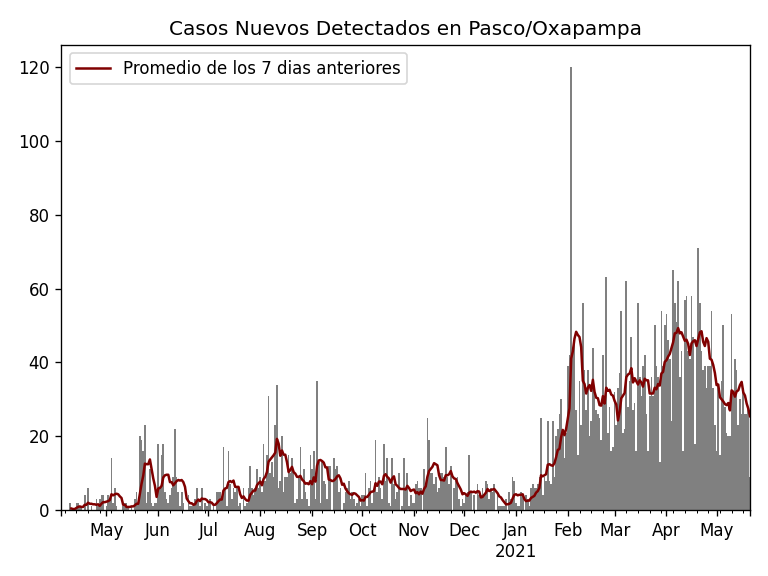 Casos Nuevos Detectados en Pasco/Oxapampa
Promedio de los 7 dias anteriores
120
100
80
60
40
20
0
May Jun Jul Aug Sep Oct Nov Dec Jan Feb Mar Apr May
2021